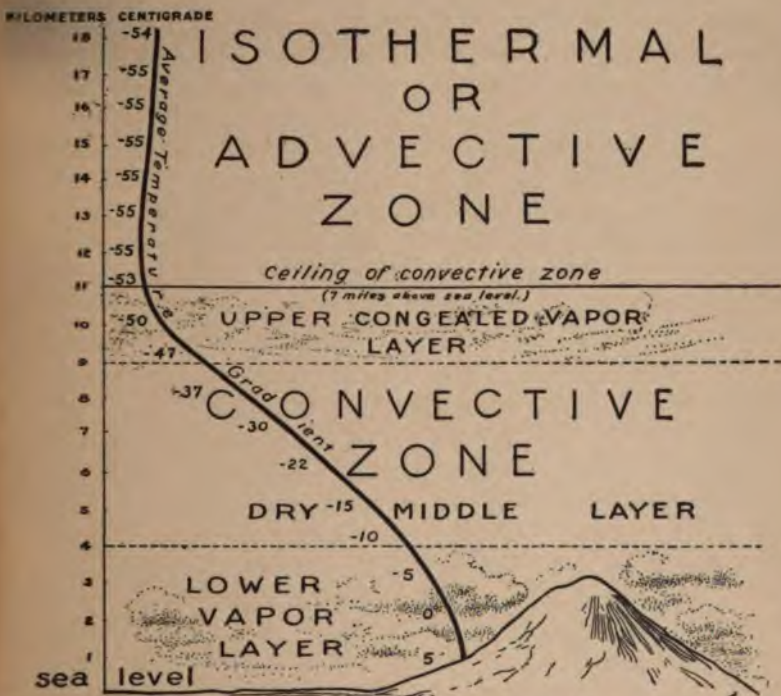 KILOMETERS CENTIGRADE
18 -54 ISOTHERMAL
17 -55
16 -55 OR
15 -55 ADVECTIVE
14 -55
13 -55 ZONE
12 -55
Average Temperature Gradient
11 -53 Ceiling of convective zone
(7 miles above sea level.)
10 -50 UPPER CONGEALED VAPOR
LAYER
9 -47
8 -37 CONVECTIVE
7 -30
6 -22 ZONE
5 DRY -15 MIDDLE LAYER
4 -10
3 -5
LOWER
2 VAPOR 0
1 LAYER 5
sea level